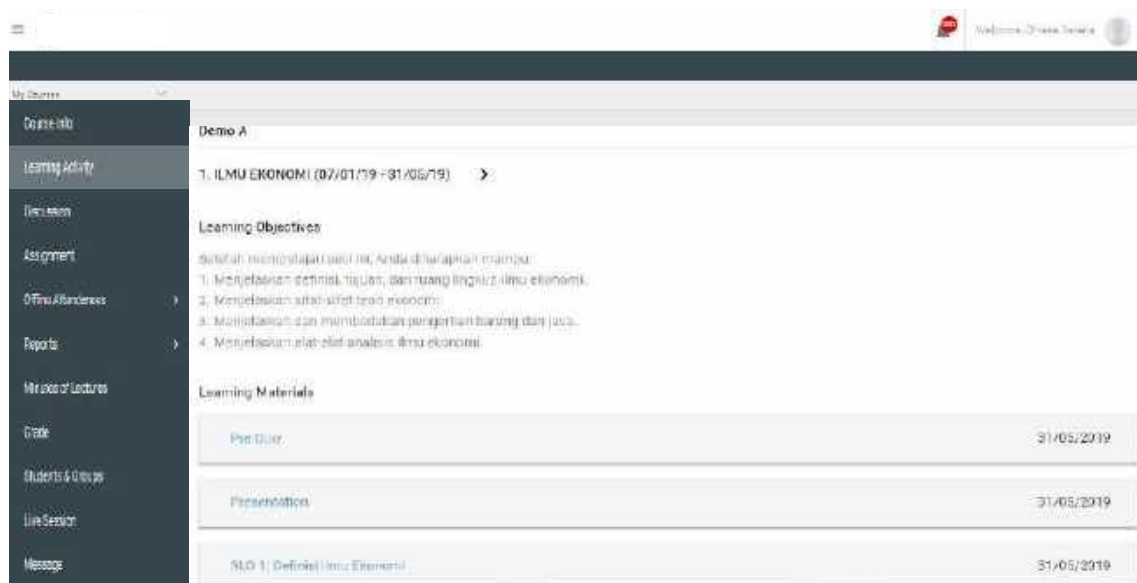 My Courses
Course Info
Learning Activity
Discussion
Assignment
Offline Attendances
Reports
Minutes of Lectures
Grade
Students & Groups
Live Session
Message
Demo A
1. ILMU EKONOMI (07/01/19 - 31/05/19)
Learning Objectives
Setelah mempelajari sesi ini, Anda diharapkan mampu:
1. Menjelaskan definisi, tujuan, dan ruang lingkup ilmu ekonomi.
2. Menjelaskan sifat-sifat teori ekonomi.
3. Menjelaskan dan membedakan pengertian barang dan jasa.
4. Menjelaskan alat-alat analisis ilmu ekonomi.
Learning Materials
Pre Quiz 31/05/2019
Presentation 31/05/2019
SLO 1: Definisi Ilmu Ekonomi 31/05/2019